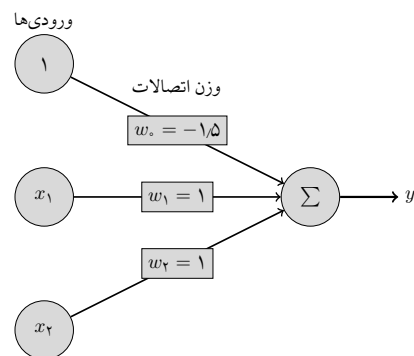 ورودی‌ها
۱
وزن اتصالات
w₀ = −۱٫۵
x₁ w₁ = ۱ ∑ y
w₂ = ۱
x₂